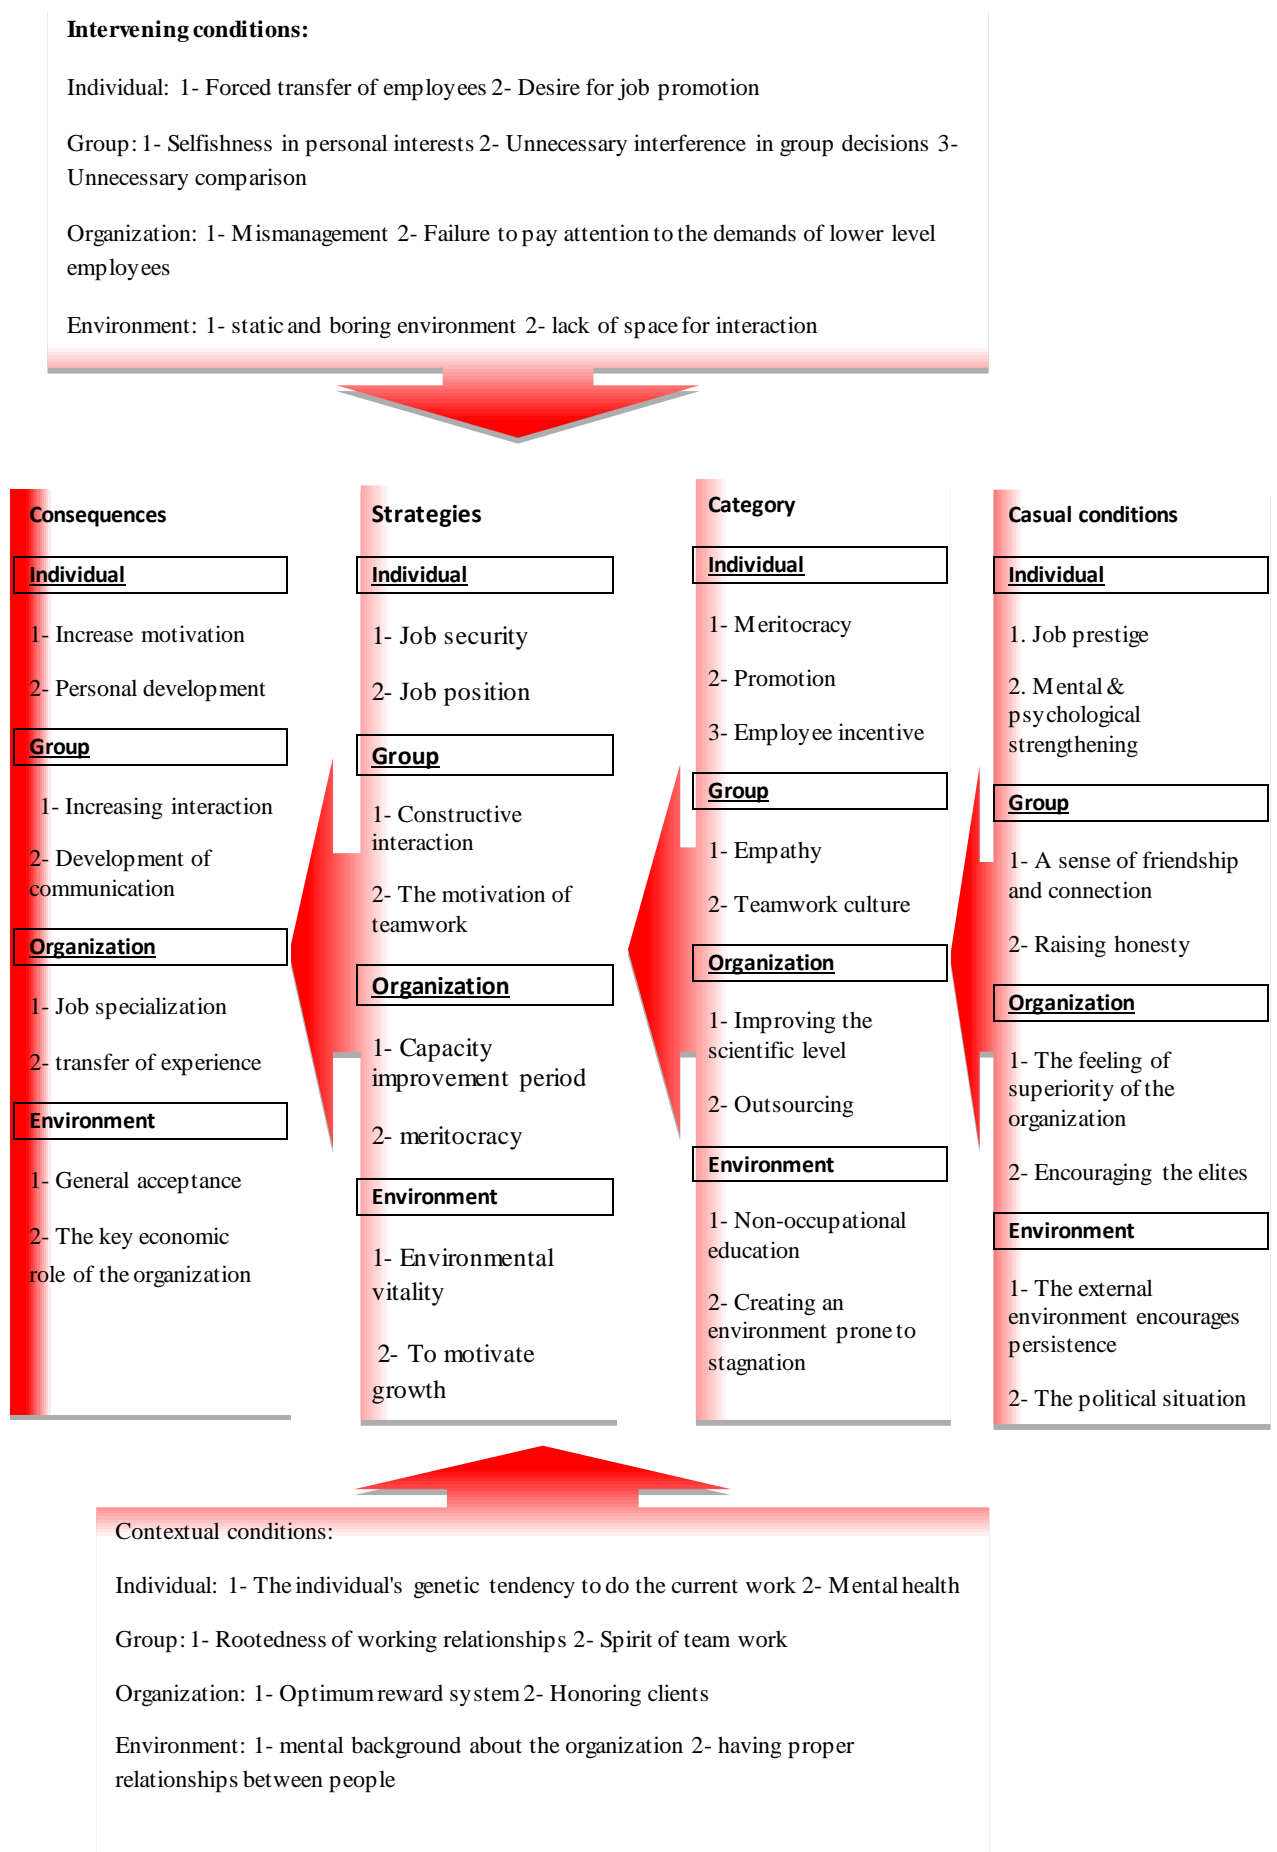 Intervening conditions:
Individual: 1- Forced transfer of employees 2- Desire for job promotion
Group: 1- Selfishness in personal interests 2- Unnecessary interference in group decisions 3-
Unnecessary comparison
Organization: 1- Mismanagement 2- Failure to pay attention to the demands of lower level
employees
Environment: 1- static and boring environment 2- lack of space for interaction
Consequences
Individual
1- Increase motivation
2- Personal development
Group
1- Increasing interaction
2- Development of
communication
Organization
1- Job specialization
2- transfer of experience
Environment
1- General acceptance
2- The key economic
role of the organization
Strategies
Individual
1- Job security
2- Job position
Group
1- Constructive
interaction
2- The motivation of
teamwork
Organization
1- Capacity
improvement period
2- meritocracy
Environment
1- Environmental
vitality
2- To motivate
growth
Category
Individual
1- Meritocracy
2- Promotion
3- Employee incentive
Group
1- Empathy
2- Teamwork culture
Organization
1- Improving the
scientific level
2- Outsourcing
Environment
1- Non-occupational
education
2- Creating an
environment prone to
stagnation
Casual conditions
Individual
1. Job prestige
2. Mental &
psychological
strengthening
Group
1- A sense of friendship
and connection
2- Raising honesty
Organization
1- The feeling of
superiority of the
organization
2- Encouraging the elites
Environment
1- The external
environment encourages
persistence
2- The political situation
Contextual conditions:
Individual: 1- The individual's genetic tendency to do the current work 2- Mental health
Group: 1- Rootedness of working relationships 2- Spirit of team work
Organization: 1- Optimum reward system 2- Honoring clients
Environment: 1- mental background about the organization 2- having proper
relationships between people